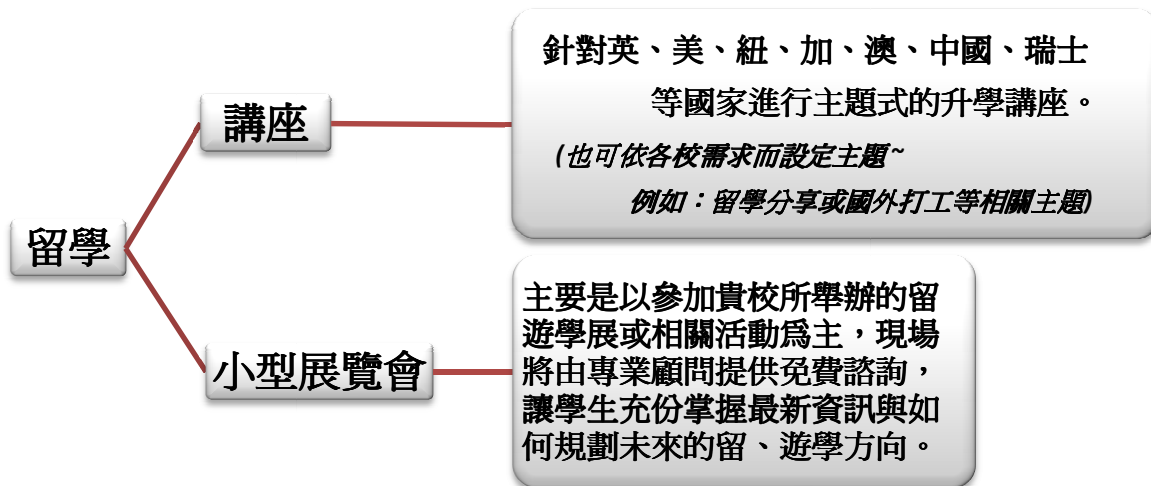 留學
講座
針對英、美、紐、加、澳、中國、瑞士
等國家進行主題式的升學講座。
(也可依各校需求而設定主題~
例如：留學分享或國外打工等相關主題)
小型展覽會
主要是以參加貴校所舉辦的留
遊學展或相關活動爲主，現場
將由專業顧問提供免費諮詢，
讓學生充份掌握最新資訊與如
何規劃未來的留、遊學方向。